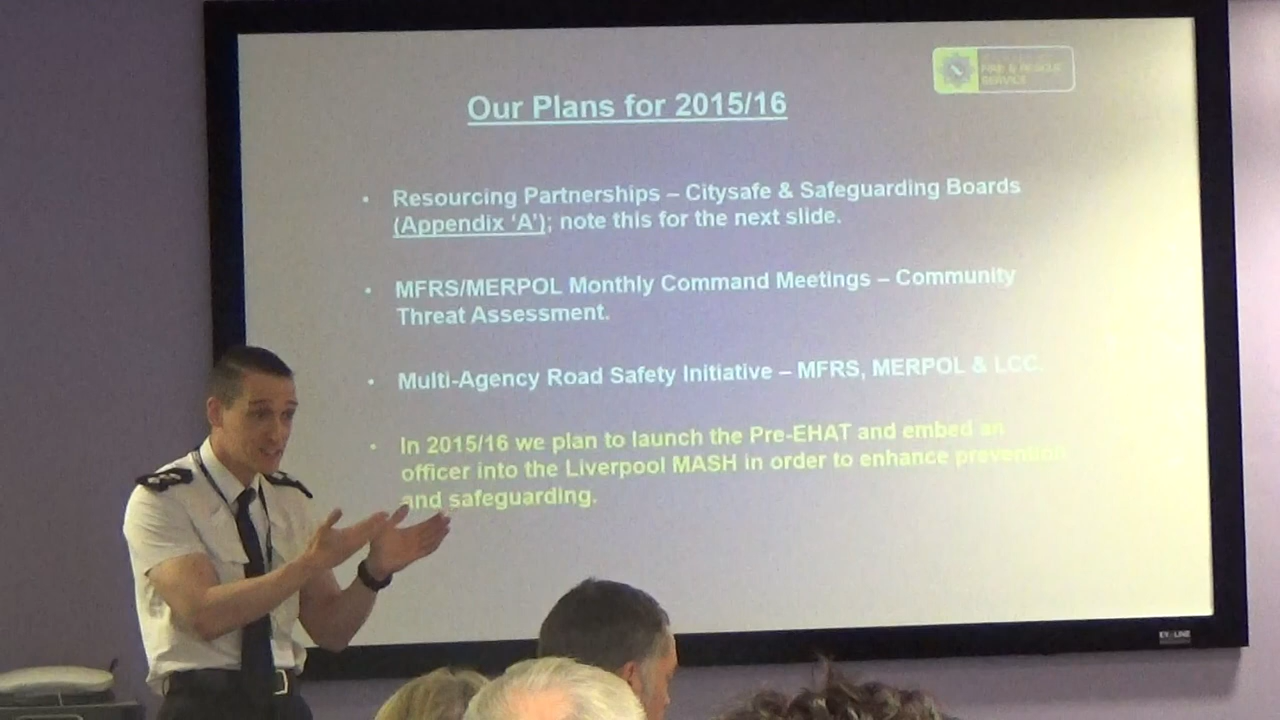 FIRE & RESCUE
SERVICE
Our Plans for 2015/16
• Resourcing Partnerships – Citysafe & Safeguarding Boards
(Appendix ‘A’); note this for the next slide.
• MFRS/MERPOL Monthly Command Meetings – Community
Threat Assessment.
• Multi-Agency Road Safety Initiative – MFRS, MERPOL & LCC.
• In 2015/16 we plan to launch the Pre-EHAT and embed an
officer into the Liverpool MASH in order to enhance prevention
and safeguarding.